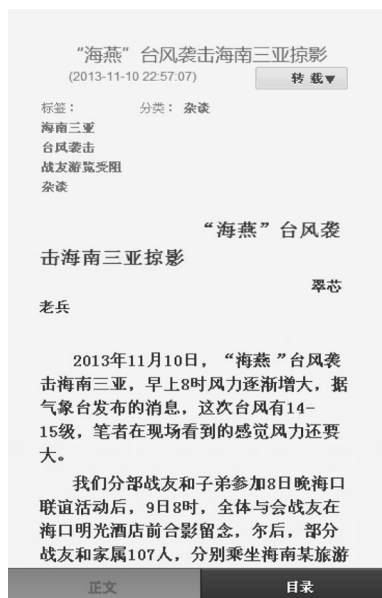 “海燕”台风袭击海南三亚掠影
(2013-11-10 22:57:07)
转 载▼
标签： 分类： 杂谈
海南三亚
台风袭击
战友游览受阻
杂谈
“海燕”台风袭
击海南三亚掠影
翠芯
老兵
2013年11月10日，“海燕 ”台风袭
击海南三亚，早上8时风力逐渐增大，据
气象台发布的消息，这次台风有14-
15级，笔者在现场看到的感觉风力还要
大。
我们分部战友和子弟参加8日晚海口
联谊活动后，9日8时，全体与会战友在
海口明光酒店前合影留念，尔后，部分
战友和家属107人，分别乘坐海南某旅游
正文
目录